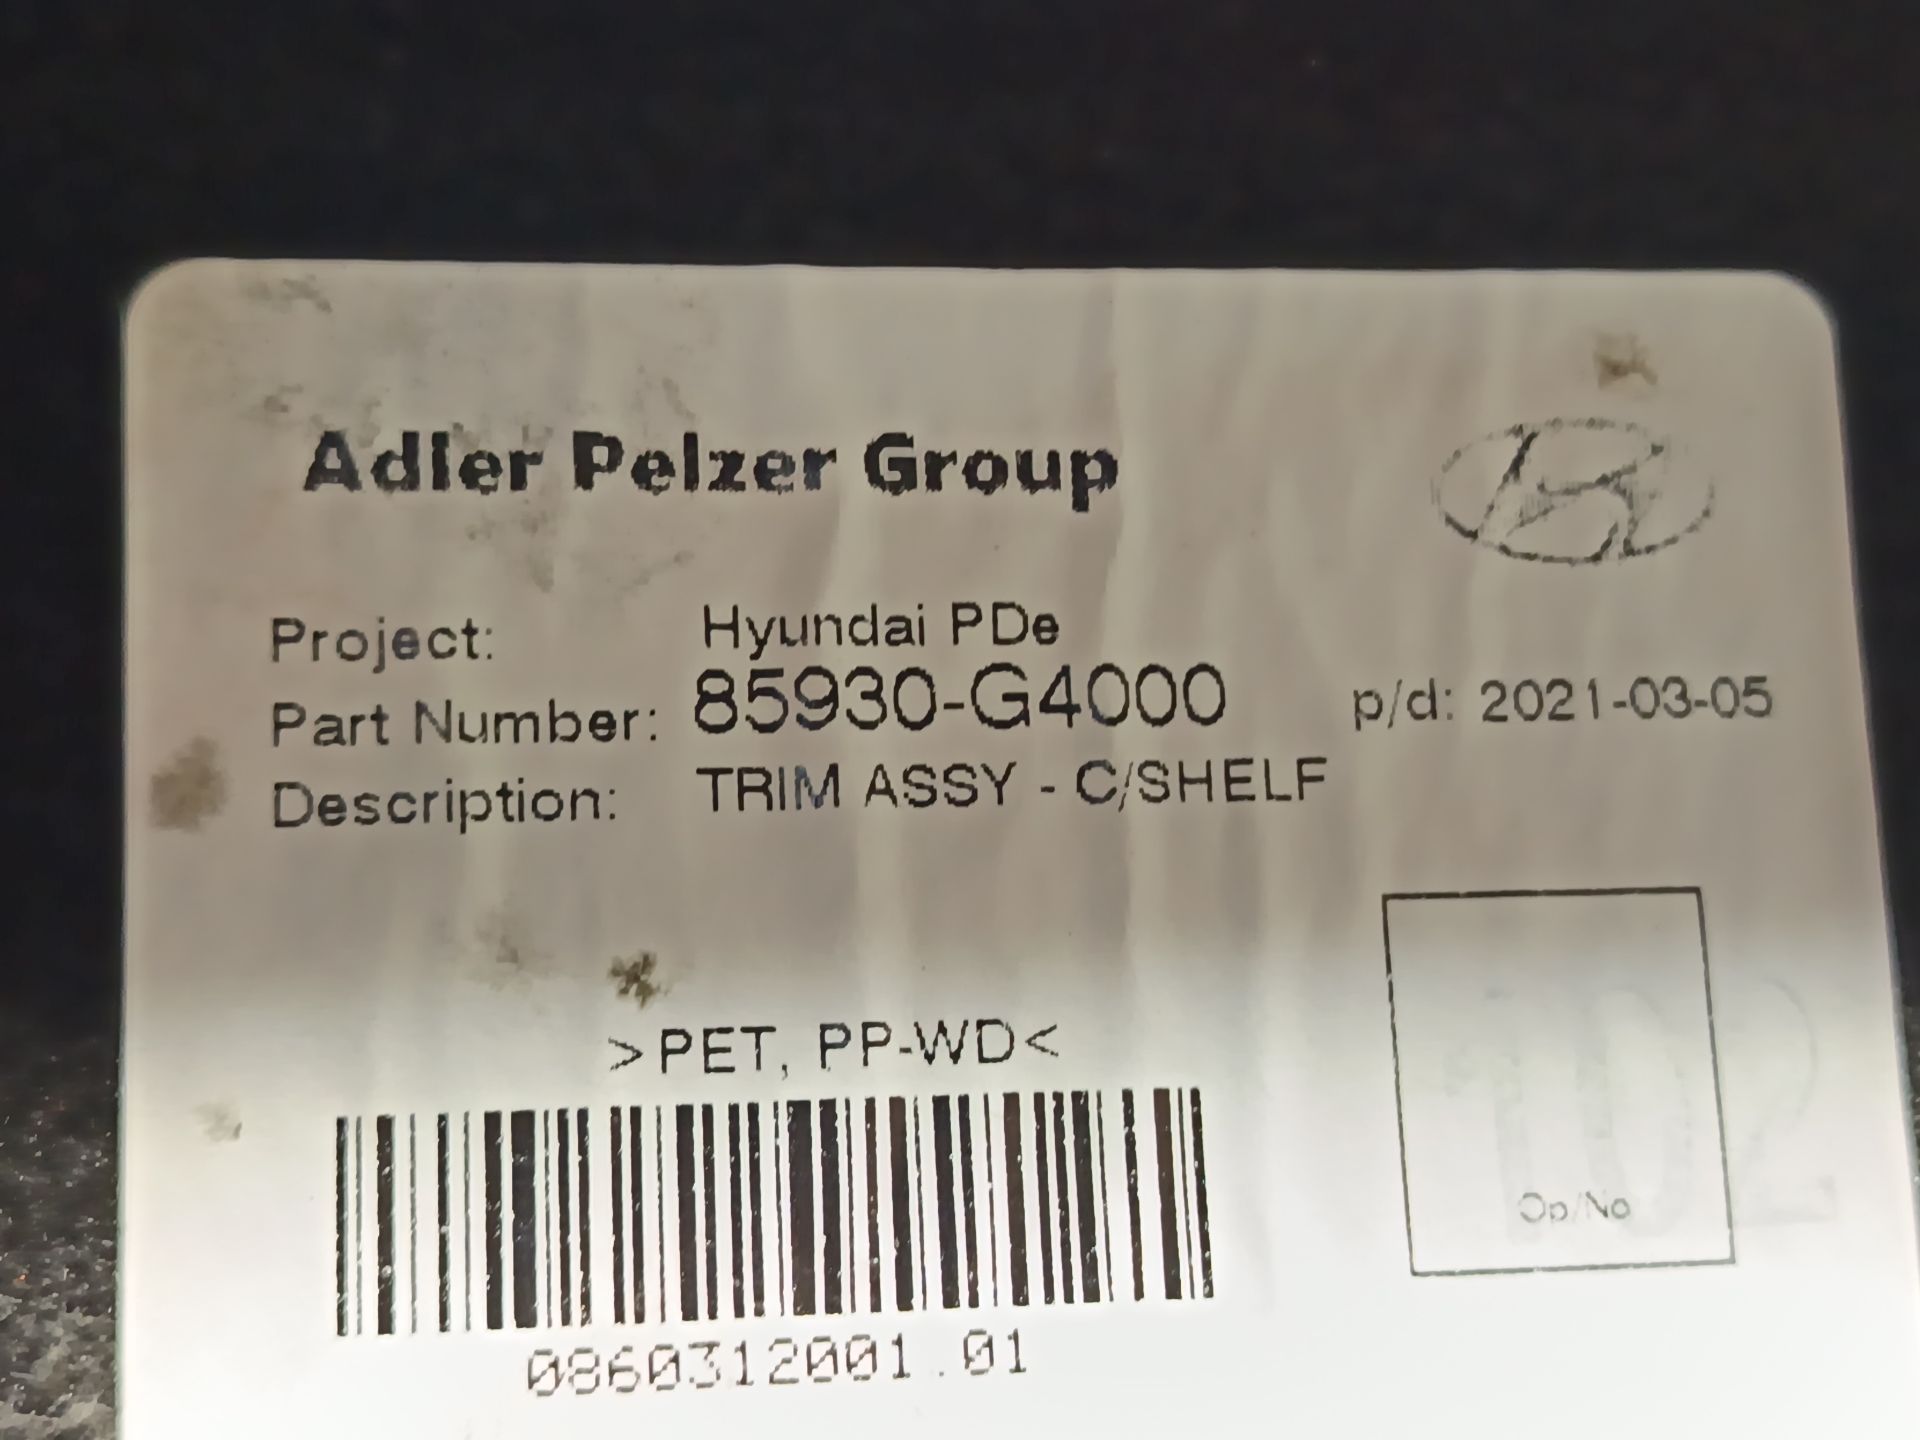 Adler Pelzer Group
Project: Hyundai PDe
Part Number: 85930-G4000 p/d: 2021-03-05
Description: TRIM ASSY - C/SHELF
>PET, PP-WD<
102
Op/No
0860312001.01